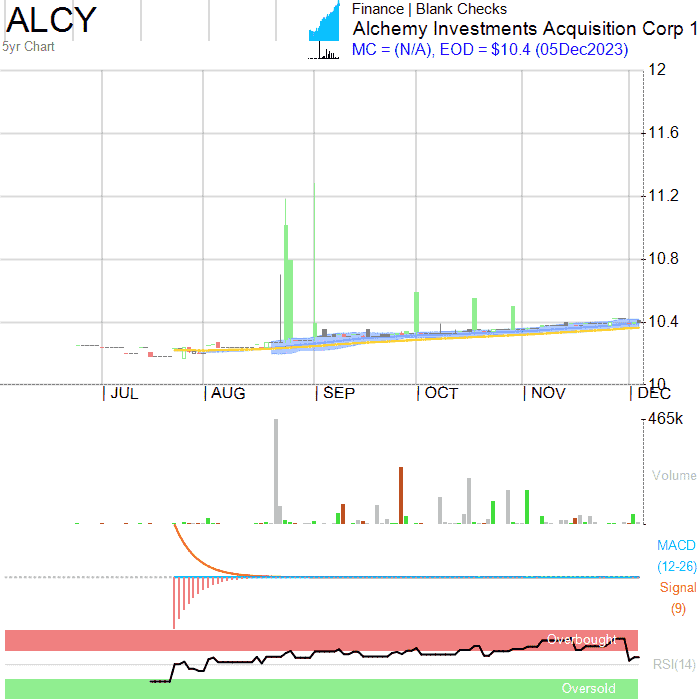 ALCY
5yr Chart
Finance | Blank Checks
Alchemy Investments Acquisition Corp 1
MC = (N/A), EOD = $10.4 (05Dec2023)
12
11.6
11.2
10.8
10.4
10
JUL
AUG
SEP
OCT
NOV
DEC
465k
Volume
MACD
(12-26)
Signal
(9)
Overbought
RSI(14)
Oversold